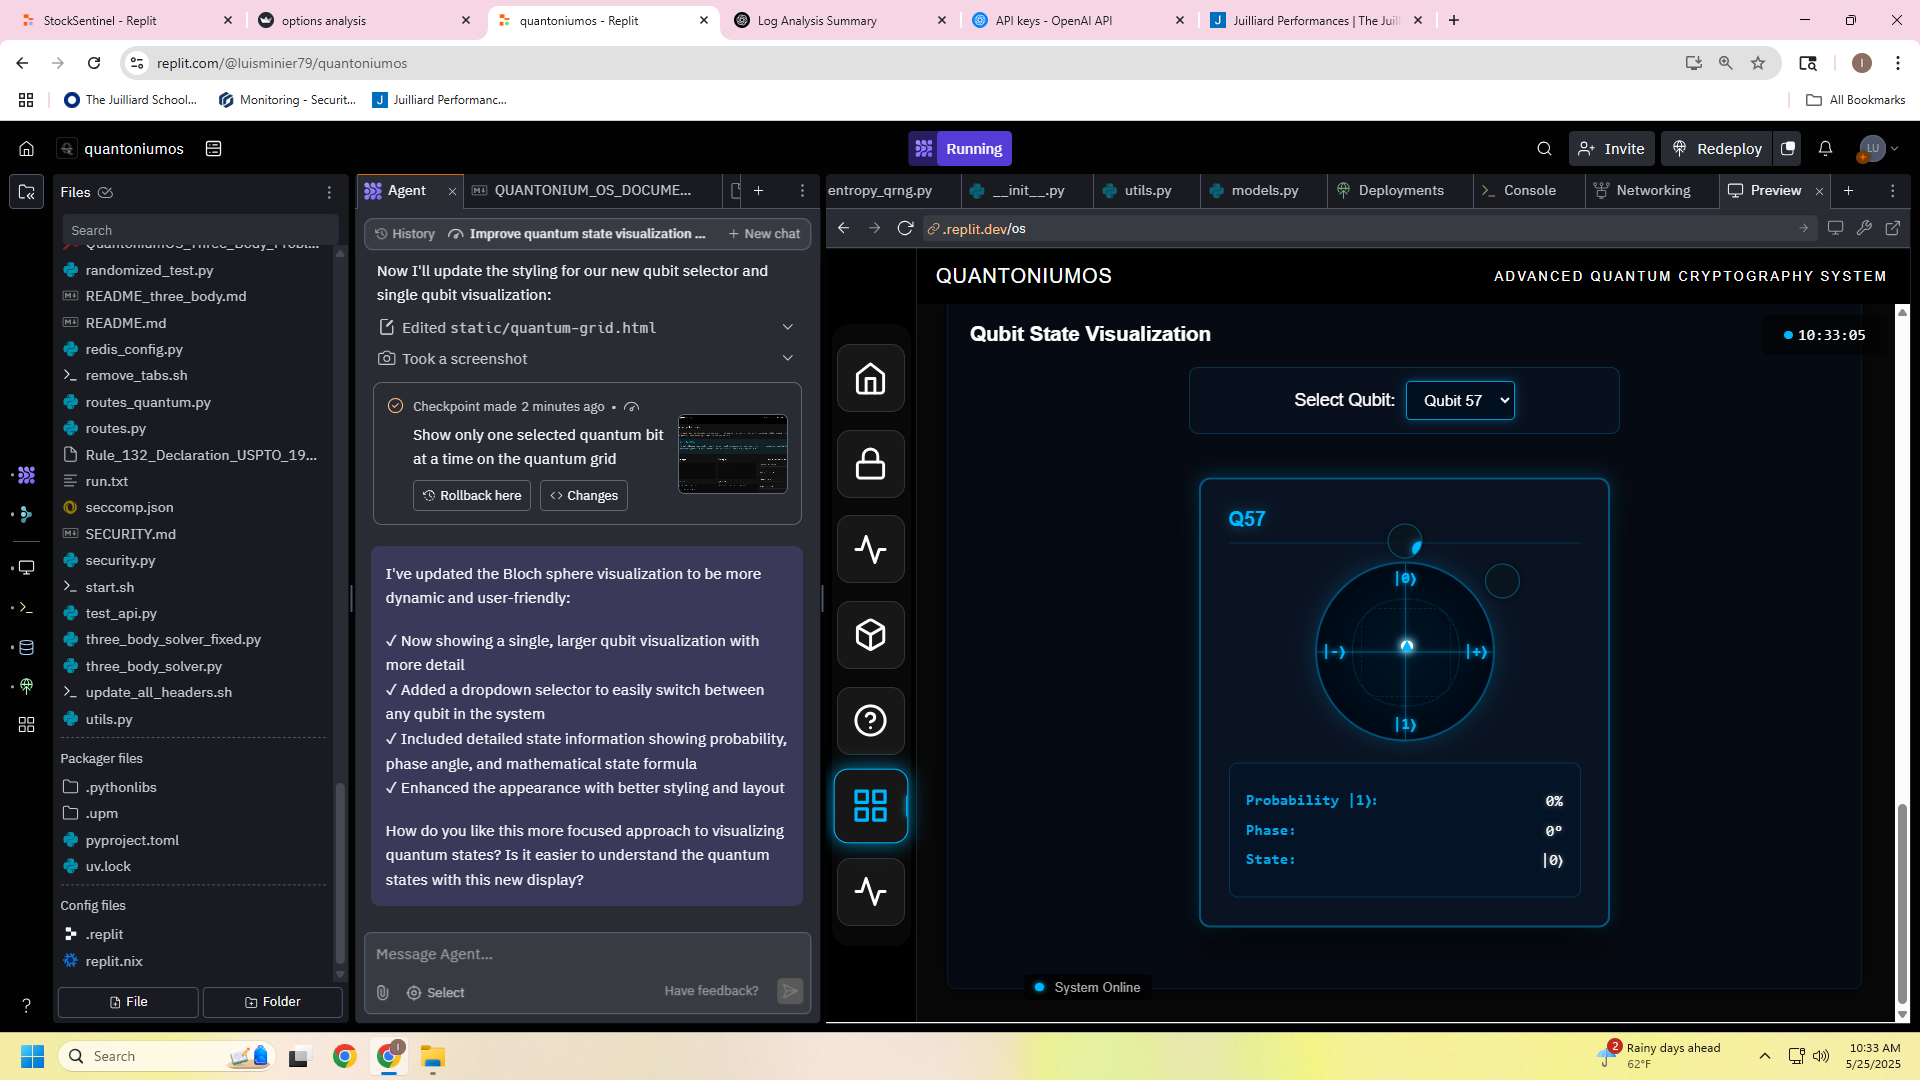 StockSentinel - Replit
options analysis
quantoniumos - Replit
Log Analysis Summary
API keys - OpenAI API
Juilliard Performances | The Juil
replit.com/@luisminier79/quantoniumos
The Juilliard School...
Monitoring - Securit...
Juilliard Performanc...
All Bookmarks
quantoniumos
Running
Invite
Redeploy
LU
Files
Search
QuantoniumOS_Three_Body_Probl...
randomized_test.py
README_three_body.md
README.md
redis_config.py
remove_tabs.sh
routes_quantum.py
routes.py
Rule_132_Declaration_USPTO_19...
run.txt
seccomp.json
SECURITY.md
security.py
start.sh
test_api.py
three_body_solver_fixed.py
three_body_solver.py
update_all_headers.sh
utils.py
Packager files
.pythonlibs
.upm
pyproject.toml
uv.lock
Config files
.replit
replit.nix
File
Folder
Agent
QUANTONIUM_OS_DOCUME...
History
Improve quantum state visualization ...
New chat
Now I'll update the styling for our new qubit selector and
single qubit visualization:
Edited static/quantum-grid.html
Took a screenshot
Checkpoint made 2 minutes ago •
Show only one selected quantum bit
at a time on the quantum grid
Rollback here
Changes
I've updated the Bloch sphere visualization to be more
dynamic and user-friendly:
✓ Now showing a single, larger qubit visualization with
more detail
✓ Added a dropdown selector to easily switch between
any qubit in the system
✓ Included detailed state information showing probability,
phase angle, and mathematical state formula
✓ Enhanced the appearance with better styling and layout
How do you like this more focused approach to visualizing
quantum states? Is it easier to understand the quantum
states with this new display?
Message Agent...
Select
Have feedback?
entropy_qrng.py
__init__.py
utils.py
models.py
Deployments
Console
Networking
Preview
.replit.dev/os
QUANTONIUMOS
ADVANCED QUANTUM CRYPTOGRAPHY SYSTEM
Qubit State Visualization
10:33:05
Select Qubit:
Qubit 57
Q57
|0⟩
|-⟩
|+⟩
|1⟩
Probability |1⟩:
0%
Phase:
0°
State:
|0⟩
System Online
Search
2
Rainy days ahead
62°F
10:33 AM
5/25/2025